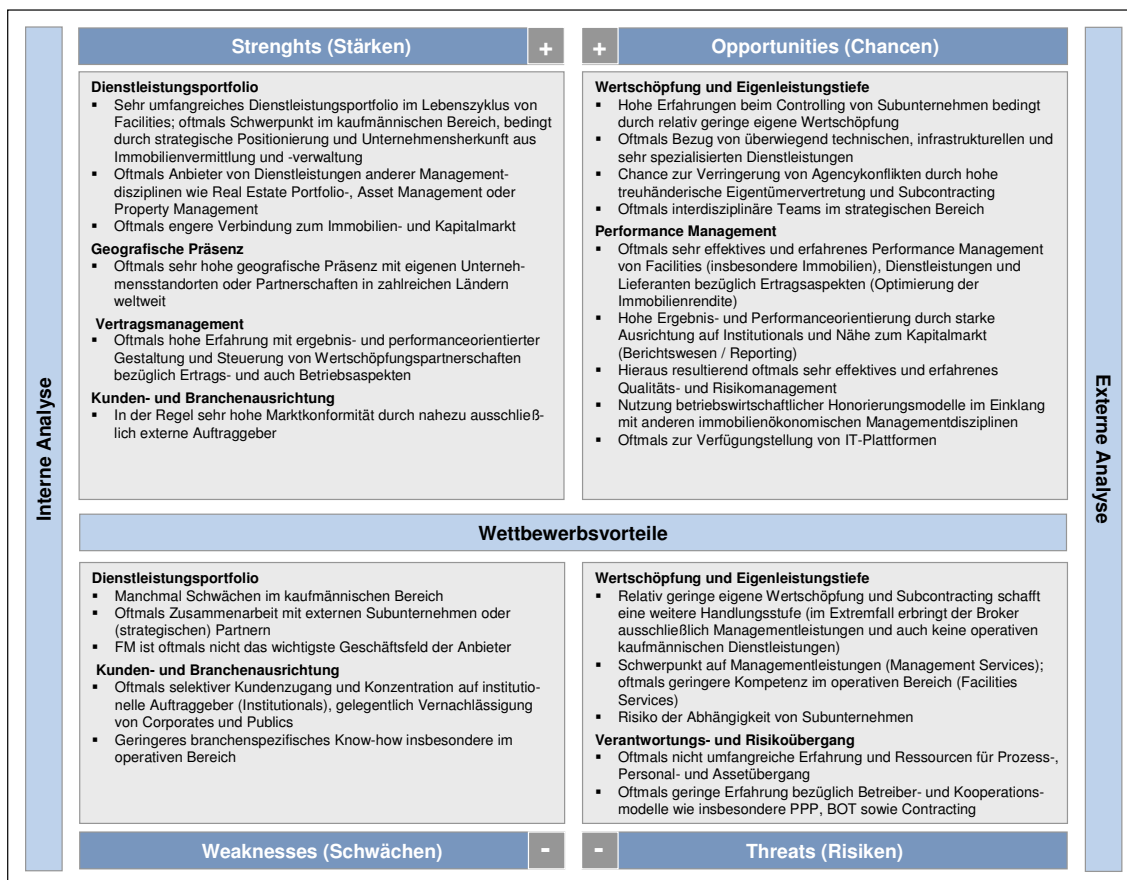 Interne Analyse
Strenghts (Stärken)
+
Dienstleistungsportfolio
▪ Sehr umfangreiches Dienstleistungsportfolio im Lebenszyklus von
Facilities; oftmals Schwerpunkt im kaufmännischen Bereich, bedingt
durch strategische Positionierung und Unternehmensherkunft aus
Immobilienvermittlung und -verwaltung
▪ Oftmals Anbieter von Dienstleistungen anderer Management-
disziplinen wie Real Estate Portfolio-, Asset Management oder
Property Management
▪ Oftmals engere Verbindung zum Immobilien- und Kapitalmarkt
Geografische Präsenz
▪ Oftmals sehr hohe geografische Präsenz mit eigenen Unterneh-
mensstandorten oder Partnerschaften in zahlreichen Ländern
weltweit
Vertragsmanagement
▪ Oftmals hohe Erfahrung mit ergebnis- und performanceorientierter
Gestaltung und Steuerung von Wertschöpfungspartnerschaften
bezüglich Ertrags- und auch Betriebsaspekten
Kunden- und Branchenausrichtung
▪ In der Regel sehr hohe Marktkonformität durch nahezu ausschließ-
lich externe Auftraggeber
+
Opportunities (Chancen)
Wertschöpfung und Eigenleistungstiefe
▪ Hohe Erfahrungen beim Controlling von Subunternehmen bedingt
durch relativ geringe eigene Wertschöpfung
▪ Oftmals Bezug von überwiegend technischen, infrastrukturellen und
sehr spezialisierten Dienstleistungen
▪ Chance zur Verringerung von Agencykonflikten durch hohe
treuhänderische Eigentümervertretung und Subcontracting
▪ Oftmals interdisziplinäre Teams im strategischen Bereich
Performance Management
▪ Oftmals sehr effektives und erfahrenes Performance Management
von Facilities (insbesondere Immobilien), Dienstleistungen und
Lieferanten bezüglich Ertragsaspekten (Optimierung der
Immobilienrendite)
▪ Hohe Ergebnis- und Performanceorientierung durch starke
Ausrichtung auf Institutionals und Nähe zum Kapitalmarkt
(Berichtswesen / Reporting)
▪ Hieraus resultierend oftmals sehr effektives und erfahrenes
Qualitäts- und Risikomanagement
▪ Nutzung betriebswirtschaftlicher Honorierungsmodelle im Einklang
mit anderen immobilienökonomischen Managementdisziplinen
▪ Oftmals zur Verfügungstellung von IT-Plattformen
Externe Analyse
Wettbewerbsvorteile
Dienstleistungsportfolio
▪ Manchmal Schwächen im kaufmännischen Bereich
▪ Oftmals Zusammenarbeit mit externen Subunternehmen oder
(strategischen) Partnern
▪ FM ist oftmals nicht das wichtigste Geschäftsfeld der Anbieter
Kunden- und Branchenausrichtung
▪ Oftmals selektiver Kundenzugang und Konzentration auf institutio-
nelle Auftraggeber (Institutionals), gelegentlich Vernachlässigung
von Corporates und Publics
▪ Geringeres branchenspezifisches Know-how insbesondere im
operativen Bereich
Weaknesses (Schwächen)
-
Wertschöpfung und Eigenleistungstiefe
▪ Relativ geringe eigene Wertschöpfung und Subcontracting schafft
eine weitere Handlungsstufe (im Extremfall erbringt der Broker
ausschließlich Managementleistungen und auch keine operativen
kaufmännischen Dienstleistungen)
▪ Schwerpunkt auf Managementleistungen (Management Services);
oftmals geringere Kompetenz im operativen Bereich (Facilities
Services)
▪ Risiko der Abhängigkeit von Subunternehmen
Verantwortungs- und Risikoübergang
▪ Oftmals nicht umfangreiche Erfahrung und Ressourcen für Prozess-,
Personal- und Assetübergang
▪ Oftmals geringe Erfahrung bezüglich Betreiber- und Kooperations-
modelle wie insbesondere PPP, BOT sowie Contracting
-
Threats (Risiken)